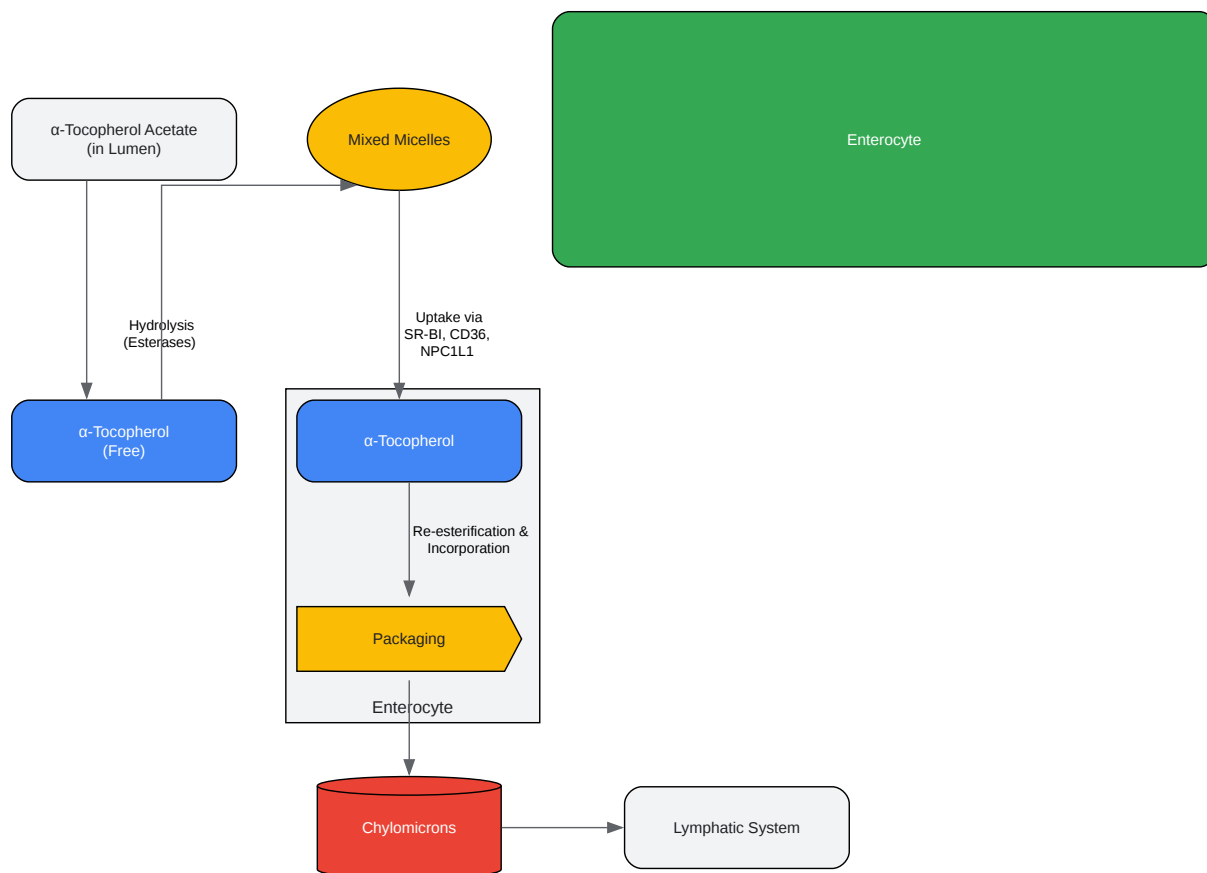 α-Tocopherol Acetate
(in Lumen)
Mixed Micelles
Enterocyte
Hydrolysis
(Esterases)
Uptake via
SR-BI, CD36,
NPC1L1
α-Tocopherol
(Free)
α-Tocopherol
Re-esterification &
Incorporation
Packaging
Enterocyte
Chylomicrons
Lymphatic System